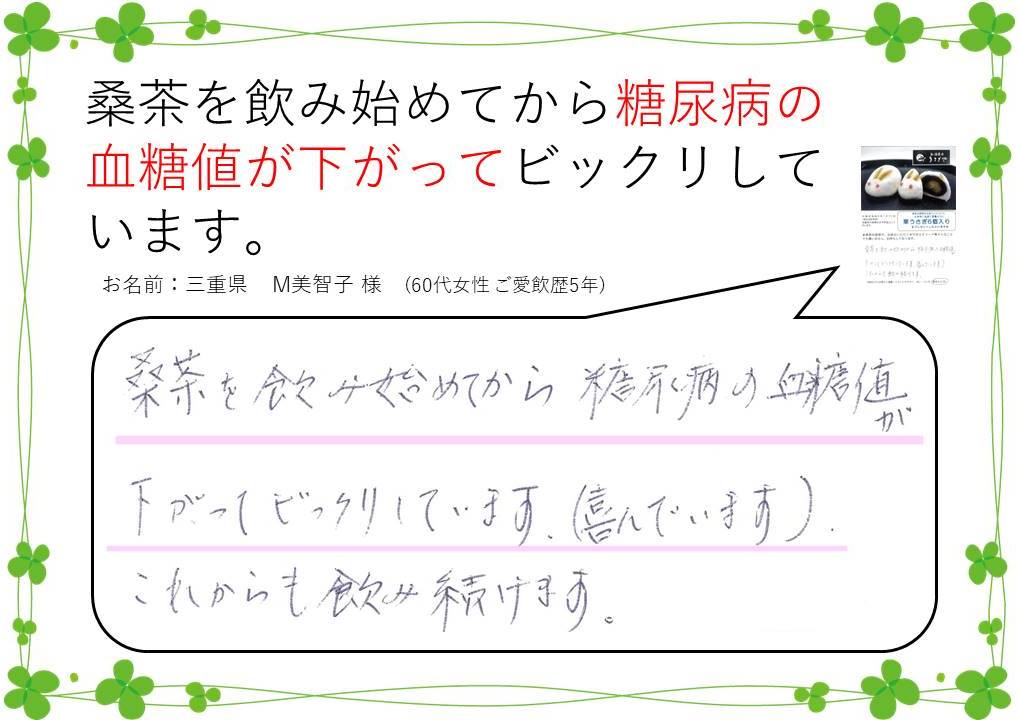 桑茶を飲み始めてから糖尿病の
血糖値が下がってビックリして
います。
お名前：三重県　M美智子 様　(60代女性 ご愛飲歴5年)
桑茶を飲み始めてから 糖尿病の血糖値が
下がってビックリしています。(喜んでいます).
これからも飲み続けます。